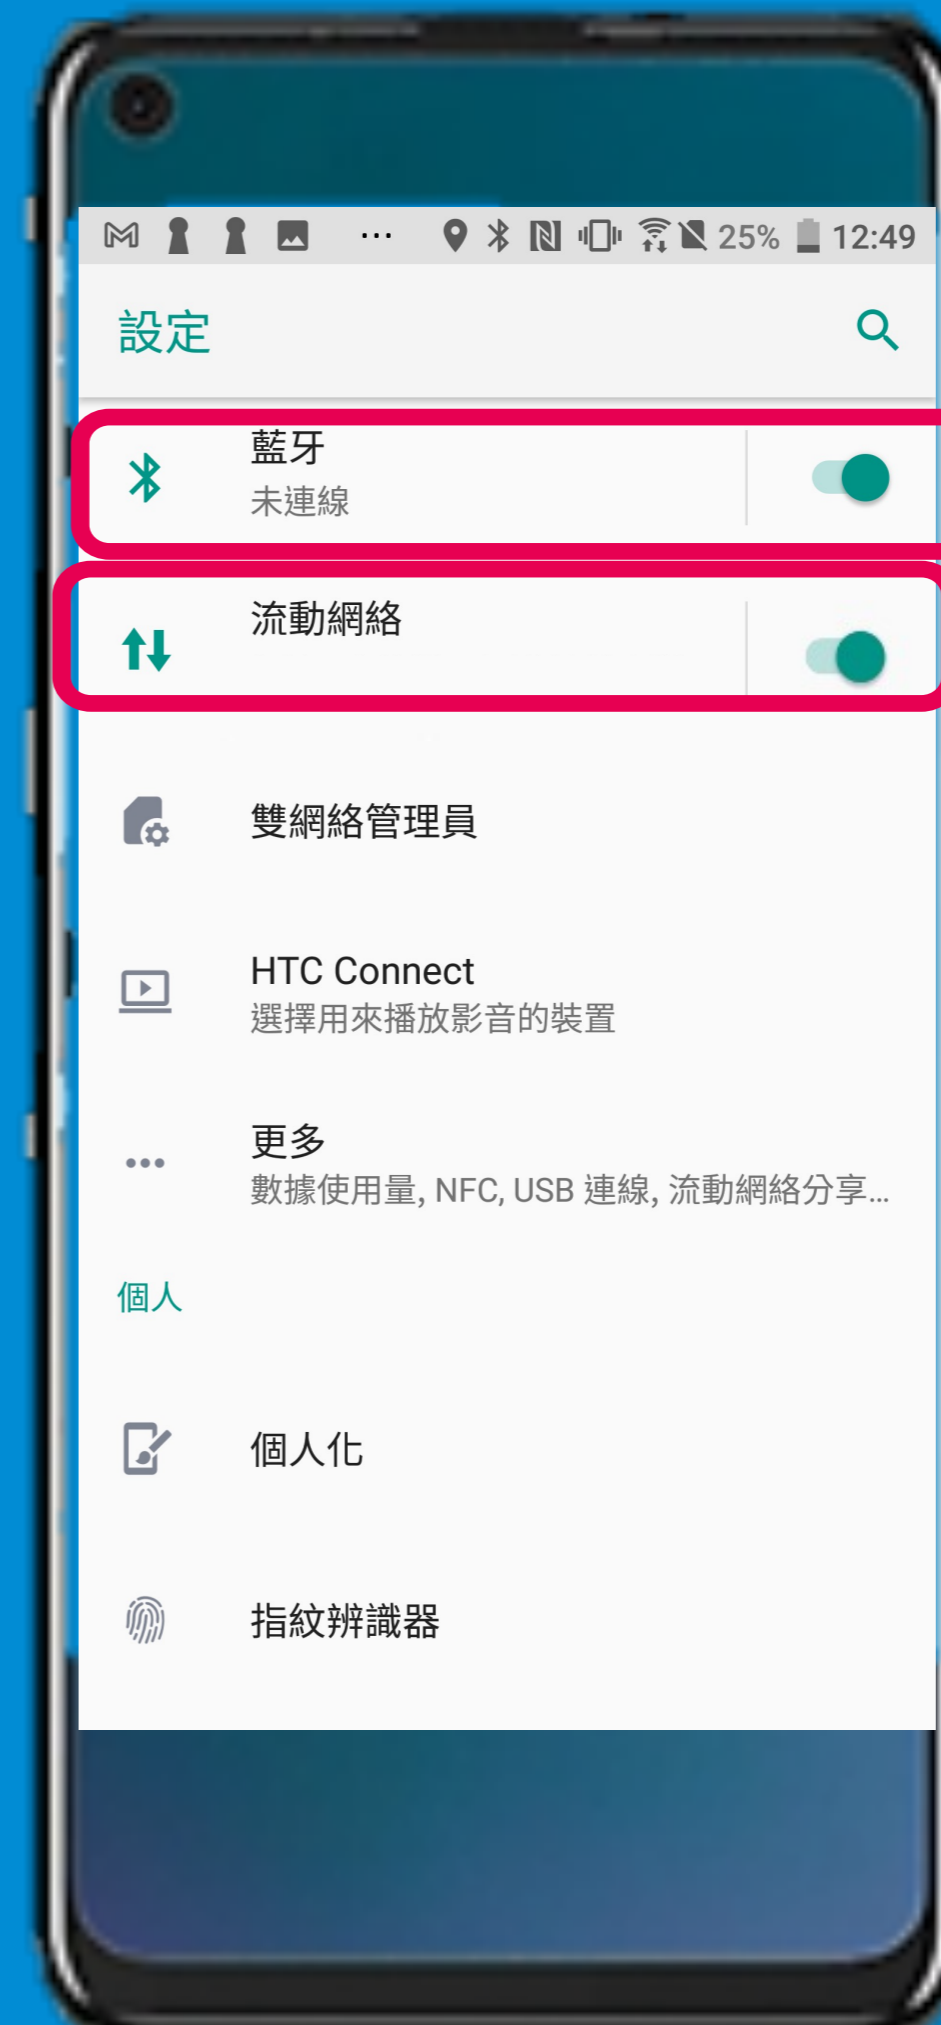 25% 12:49
設定
藍牙
未連線
流動網絡
雙網絡管理員
HTC Connect
選擇用來播放影音的裝置
更多
數據使用量, NFC, USB 連線, 流動網絡分享...
個人
個人化
指紋辨識器